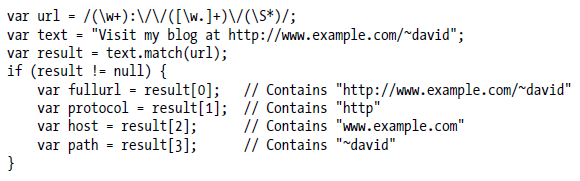 var url = /(\w+):\/\/([\w.]+)\/(\S*)/;
var text = "Visit my blog at http://www.example.com/~david";
var result = text.match(url);
if (result != null) {
    var fullurl = result[0];   // Contains "http://www.example.com/~david"
    var protocol = result[1];  // Contains "http"
    var host = result[2];      // Contains "www.example.com"
    var path = result[3];      // Contains "~david"
}